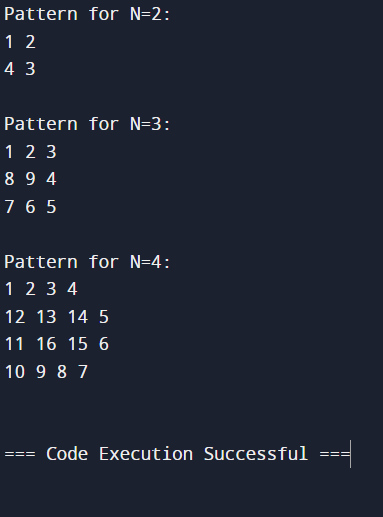 Pattern for N=2:
1 2
4 3
Pattern for N=3:
1 2 3
8 9 4
7 6 5
Pattern for N=4:
1 2 3 4
12 13 14 5
11 16 15 6
10 9 8 7
=== Code Execution Successful ===